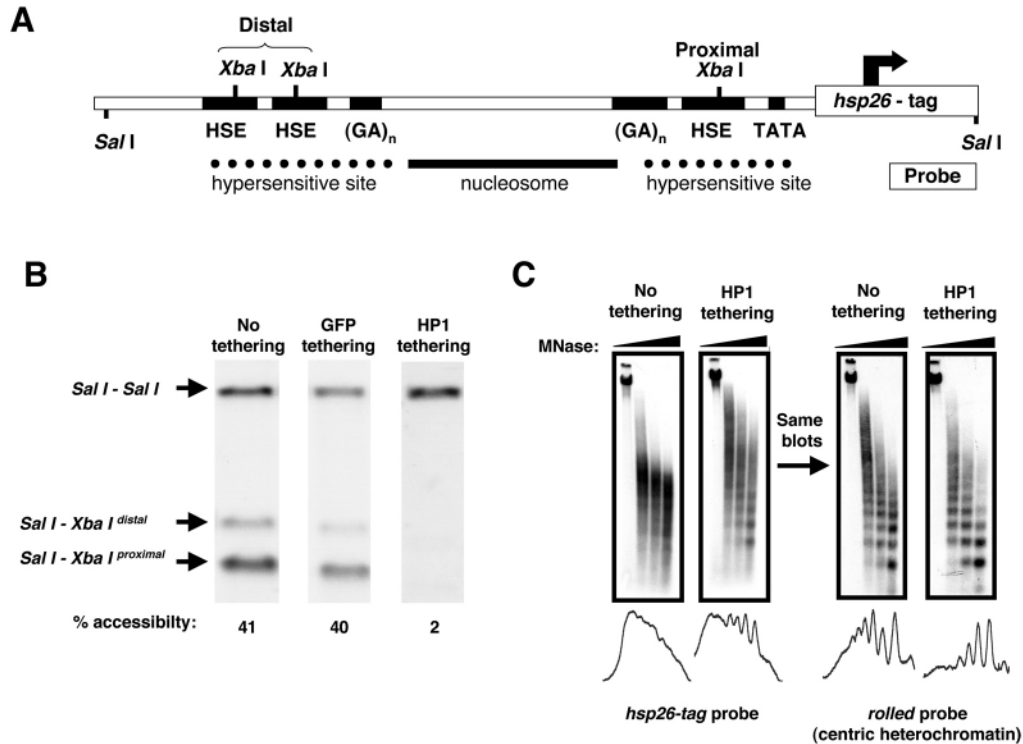 A
Distal
Proximal
Xba I Xba I Xba I
hsp26 - tag
Sal I HSE HSE (GA)n (GA)n HSE TATA Sal I
hypersensitive site nucleosome hypersensitive site Probe
B
No tethering GFP tethering HP1 tethering
Sal I - Sal I
Sal I - Xba I distal
Sal I - Xba I proximal
% accessibilty: 41 40 2
C
No tethering HP1 tethering No tethering HP1 tethering
MNase:
Same
blots
hsp26-tag probe
rolled probe
(centric heterochromatin)